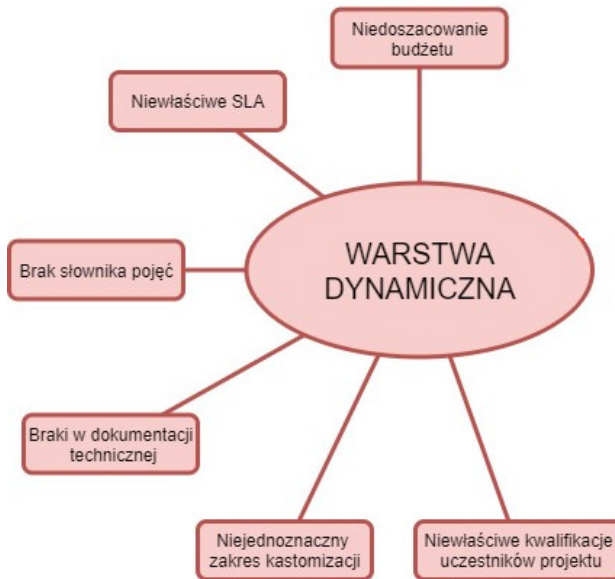 Niedoszacowanie
budżetu
Niewłaściwe SLA
WARSTWA
DYNAMICZNA
Brak słownika pojęć
Braki w dokumentacji
technicznej
Niejednoznaczny
zakres kastomizacji
Niewłaściwe kwalifikacje
uczestników projektu